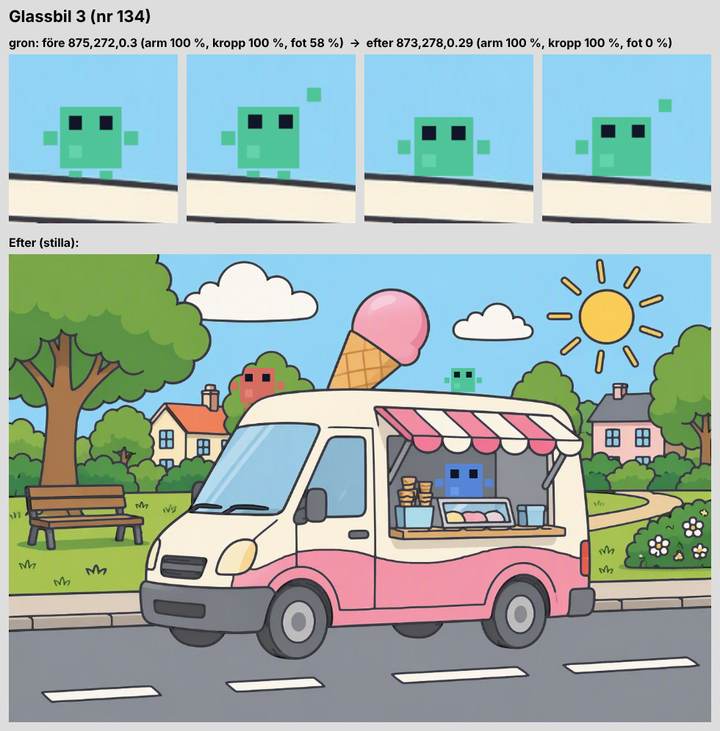 Glassbil 3 (nr 134)
gron: före 875,272,0.3 (arm 100 %, kropp 100 %, fot 58 %) → efter 873,278,0.29 (arm 100 %, kropp 100 %, fot 0 %)
Efter (stilla):